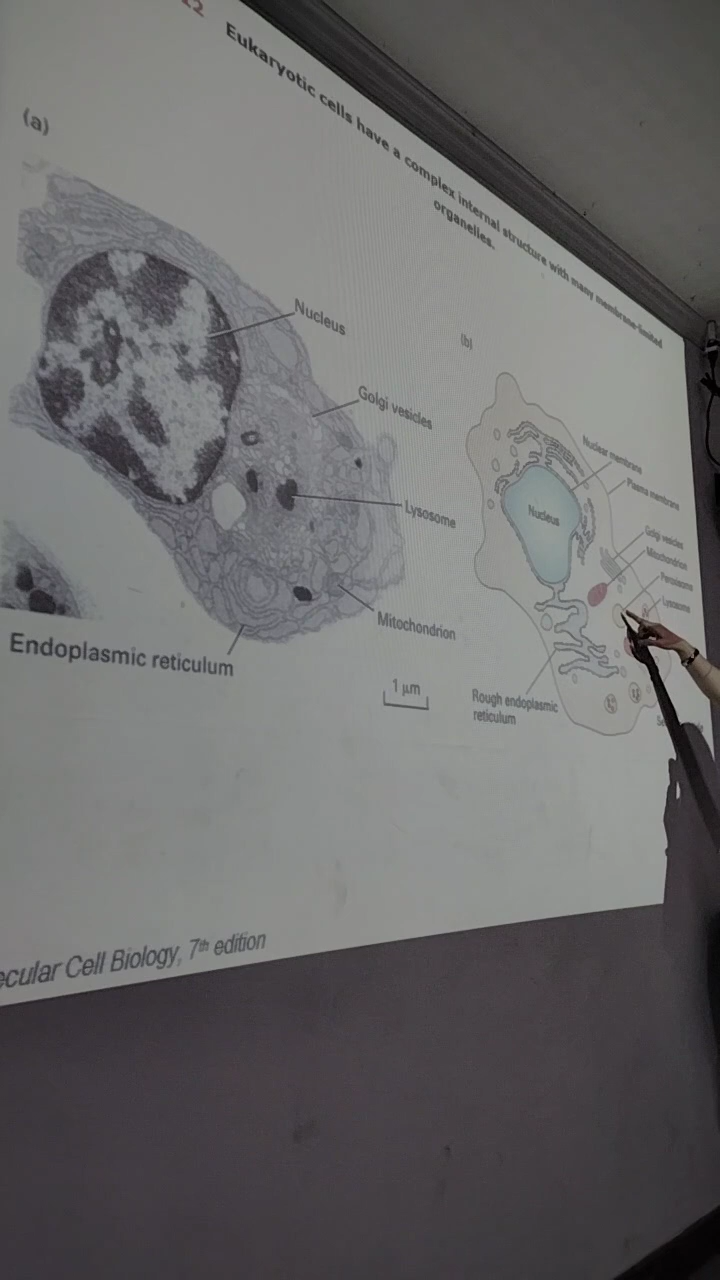 12
Eukaryotic cells have a complex internal structure with many membrane-limited
organelles.
(a)
Nucleus
Golgi vesicles
Lysosome
Mitochondrion
Endoplasmic reticulum
1 µm
(b)
Nuclear membrane
Plasma membrane
Nucleus
Golgi vesicles
Mitochondrion
Peroxisome
Lysosome
Rough endoplasmic
reticulum
Cell Biology, 7th edition